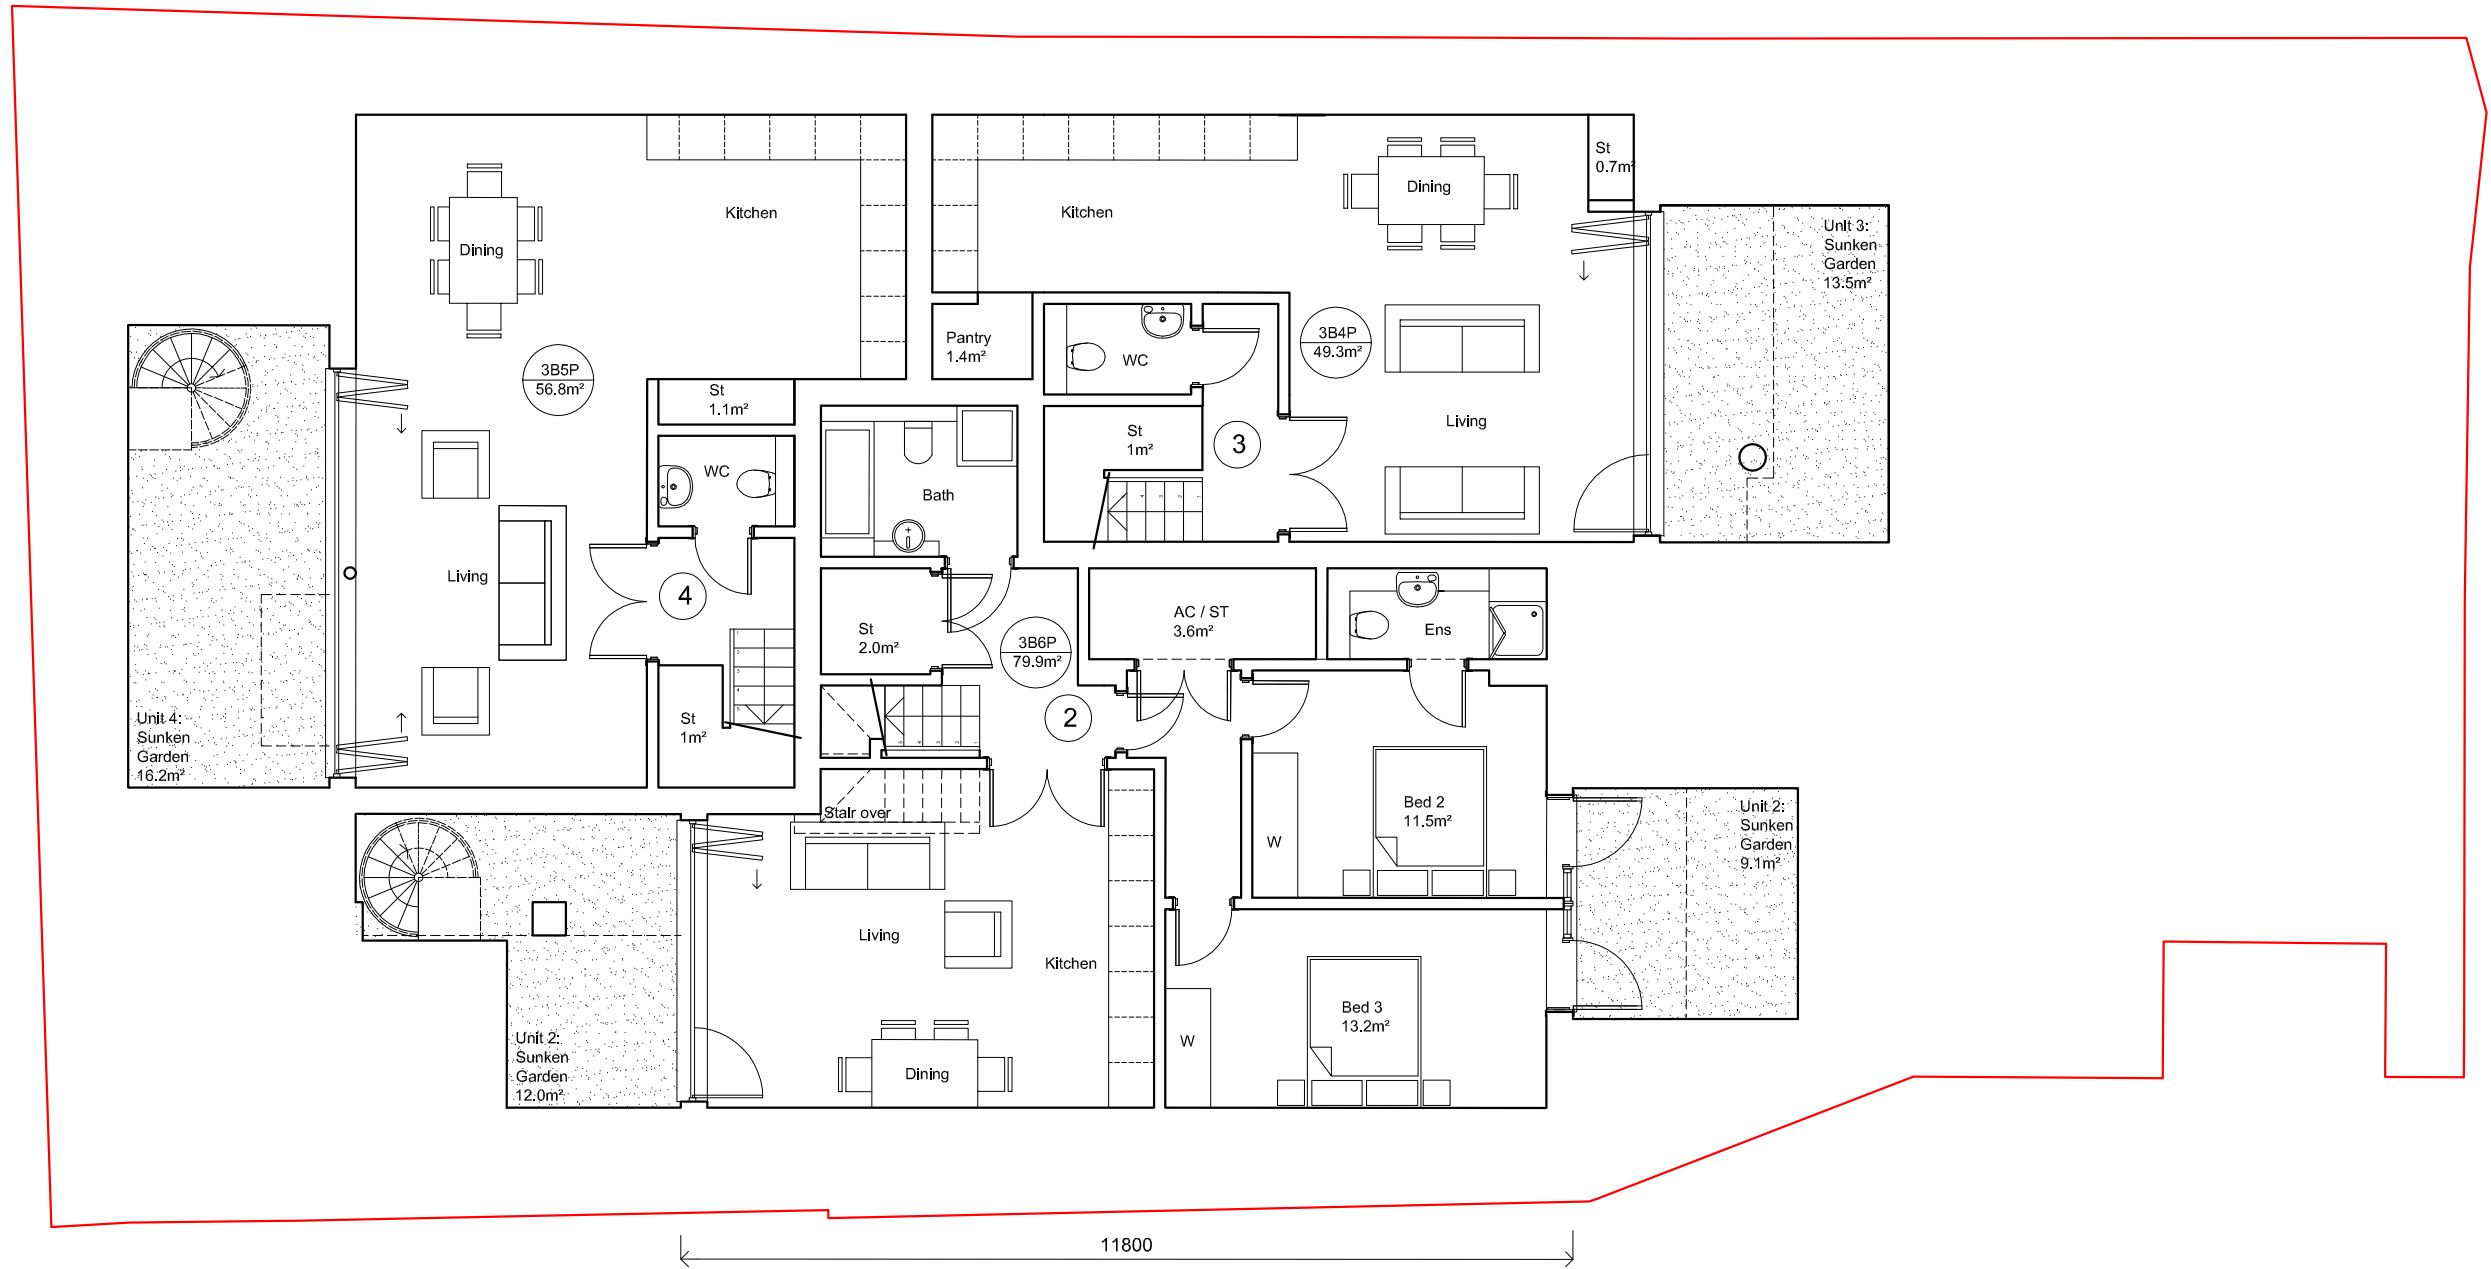 Kitchen
Dining
3B5P
56.8m²
St
1.1m²
WC
Living
4
St
1m²
Unit 4:
Sunken
Garden
16.2m²
Kitchen
Dining
St
0.7m²
Unit 3:
Sunken
Garden
13.5m²
Pantry
1.4m²
WC
3B4P
49.3m²
Living
St
1m²
3
Bath
St
2.0m²
3B6P
79.9m²
AC / ST
3.6m²
Ens
2
Stair over
Living
Kitchen
Dining
Unit 2:
Sunken
Garden
12.0m²
W
Bed 2
11.5m²
Unit 2:
Sunken
Garden
9.1m²
W
Bed 3
13.2m²
11800